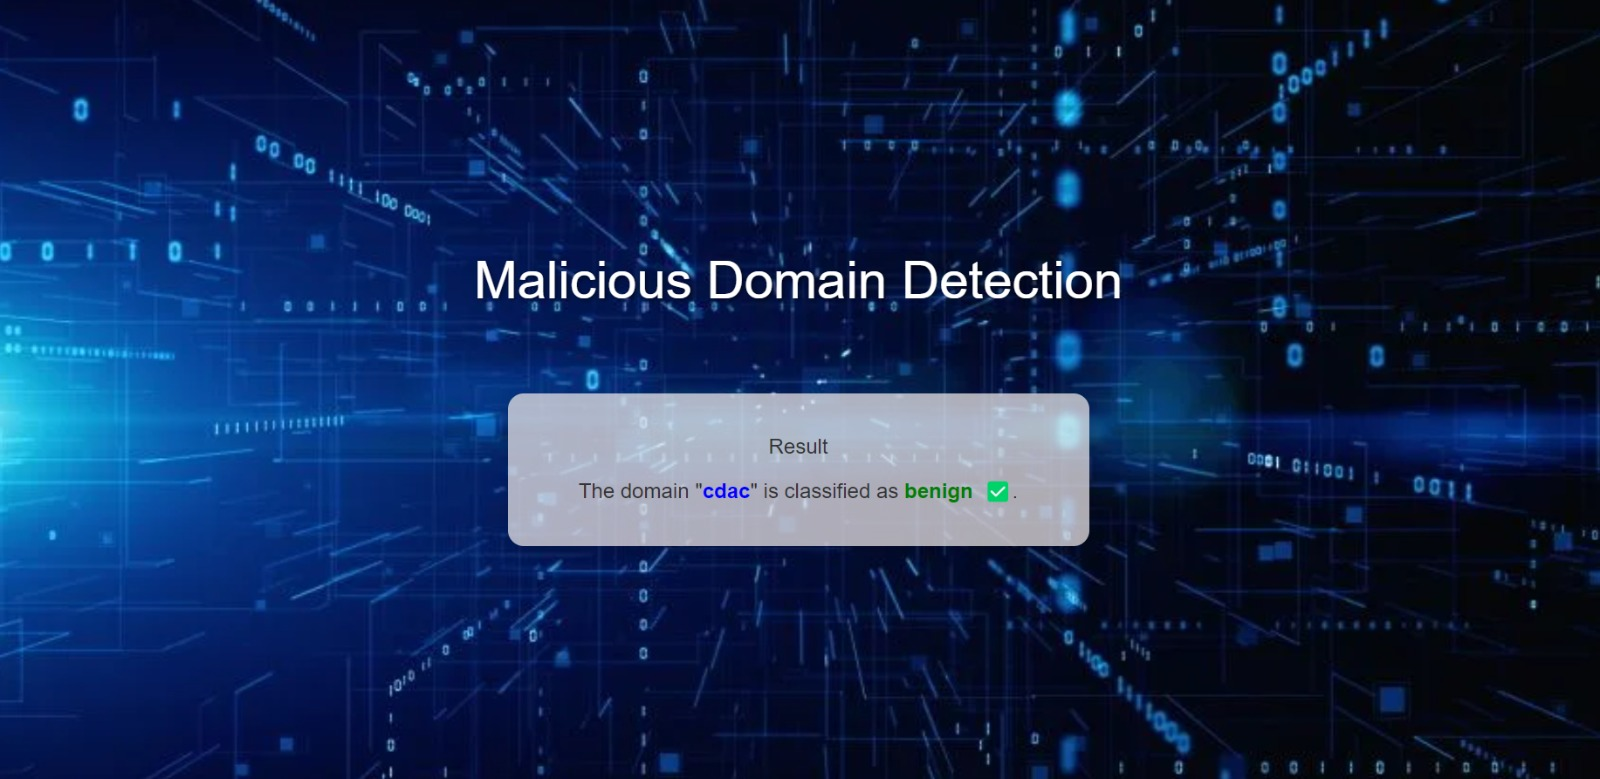 Malicious Domain Detection
Result
The domain "cdac" is classified as benign ✅.